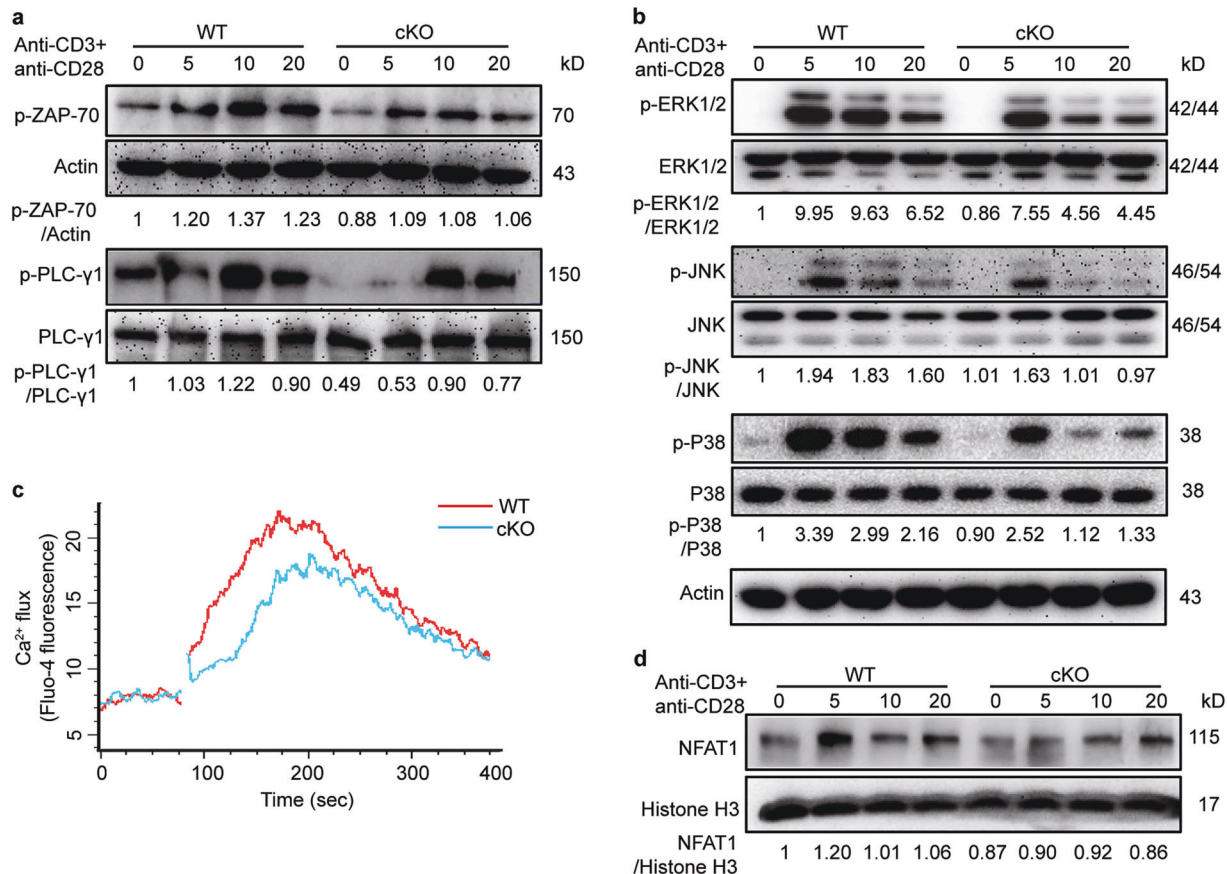 a
WT cKO
Anti-CD3+
anti-CD28 0 5 10 20 0 5 10 20 kD
p-ZAP-70 70
Actin 43
p-ZAP-70
/Actin 1 1.20 1.37 1.23 0.88 1.09 1.08 1.06
p-PLC-γ1 150
PLC-γ1 150
p-PLC-γ1
/PLC-γ1 1 1.03 1.22 0.90 0.49 0.53 0.90 0.77
b
WT cKO
Anti-CD3+
anti-CD28 0 5 10 20 0 5 10 20 kD
p-ERK1/2 42/44
ERK1/2 42/44
p-ERK1/2
/ERK1/2 1 9.95 9.63 6.52 0.86 7.55 4.56 4.45
p-JNK 46/54
JNK 46/54
p-JNK
/JNK 1 1.94 1.83 1.60 1.01 1.63 1.01 0.97
p-P38 38
P38 38
p-P38
/P38 1 3.39 2.99 2.16 0.90 2.52 1.12 1.33
Actin 43
c
WT
cKO
Ca²⁺ flux
(Fluo-4 fluorescence)
20
15
10
5
0 100 200 300 400
Time (sec)
d
WT cKO
Anti-CD3+
anti-CD28 0 5 10 20 0 5 10 20 kD
NFAT1 115
Histone H3 17
NFAT1
/Histone H3 1 1.20 1.01 1.06 0.87 0.90 0.92 0.86